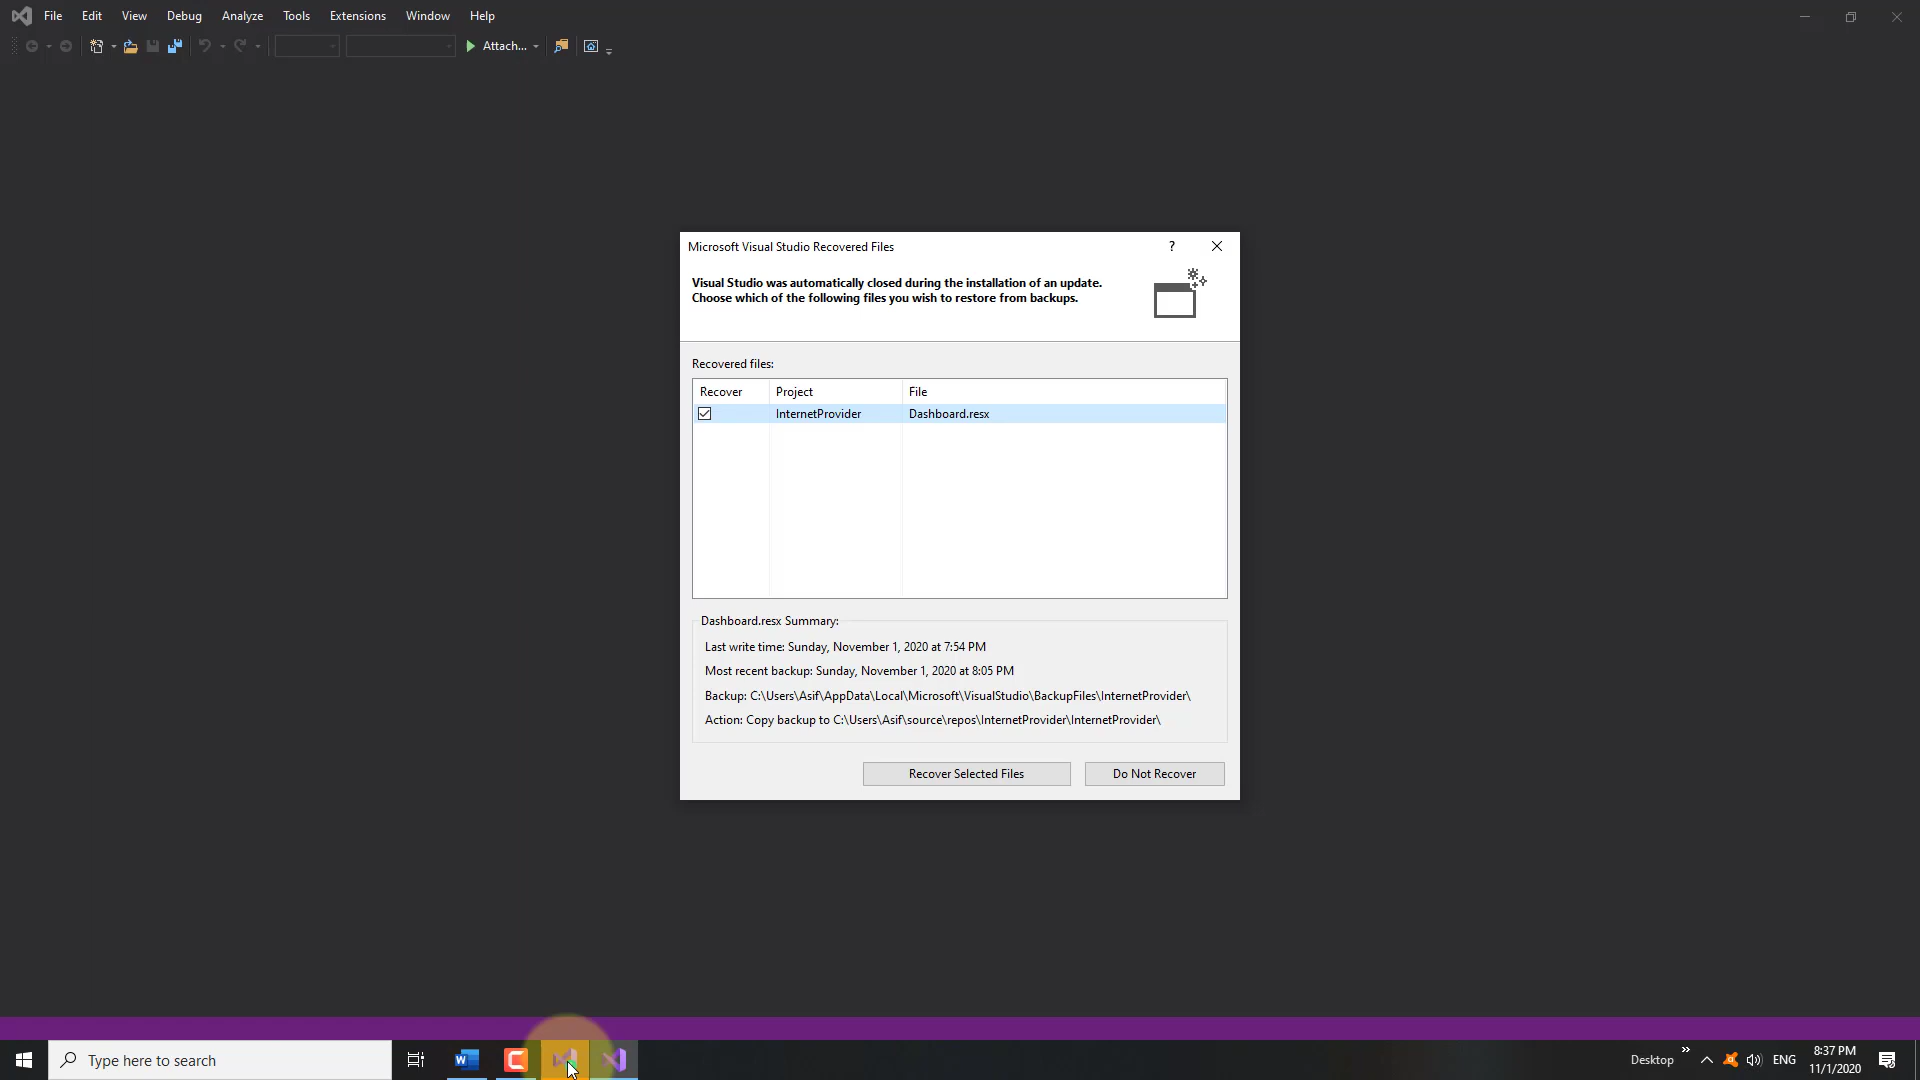 File Edit View Debug Analyze Tools Extensions Window Help
Attach...
Microsoft Visual Studio Recovered Files ?
Visual Studio was automatically closed during the installation of an update.
Choose which of the following files you wish to restore from backups.
Recovered files:
Recover Project File
InternetProvider Dashboard.resx
Dashboard.resx Summary:
Last write time: Sunday, November 1, 2020 at 7:54 PM
Most recent backup: Sunday, November 1, 2020 at 8:05 PM
Backup: C:\Users\Asif\AppData\Local\Microsoft\VisualStudio\BackupFiles\InternetProvider\
Action: Copy backup to C:\Users\Asif\source\repos\InternetProvider\InternetProvider\
Recover Selected Files Do Not Recover
Type here to search
Desktop » ENG
8:37 PM
11/1/2020